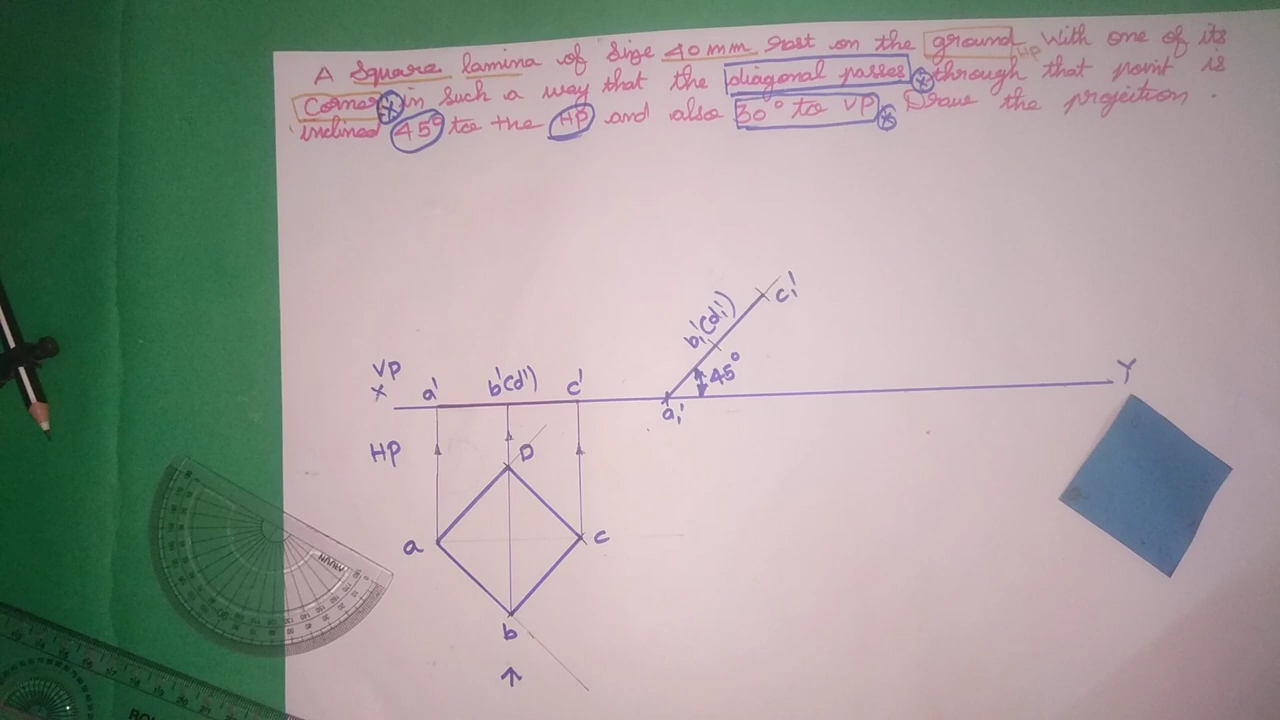 A Square lamina of size 40 mm rest on the ground with one of its
HP
Corner in such a way that the diagonal passes through that point is
inclined 45° to the HP and also 30° to VP. Draw the projection.
c₁'
b₁'(d₁')
45°
VP
X a' b'(d') c' a₁' Y
HP
D
a c
b